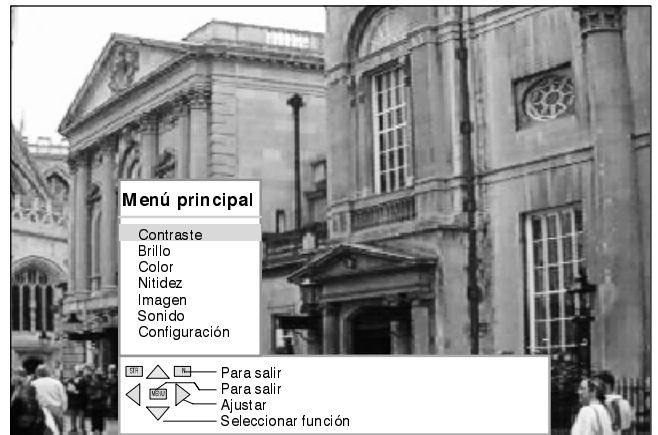 Menú principal
Contraste
Brillo
Color
Nitidez
Imagen
Sonido
Configuración
Para salir
MENU Para salir
Ajustar
Seleccionar función